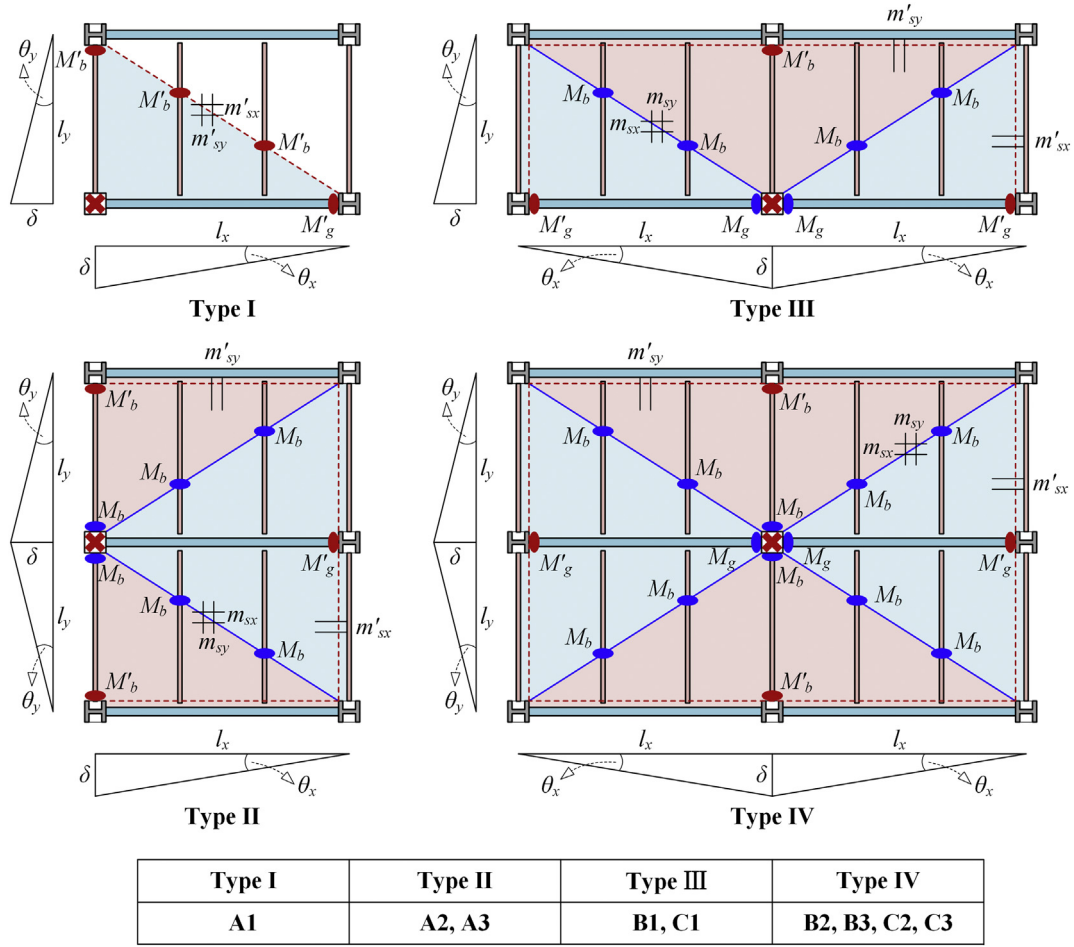 θy
M′b
M′b
m′sx
ly
m′sy
M′b
δ
M′g
lx
δ
θx
Type I
m′sy
M′b
Mb
msy
Mb
msx
Mb
Mb
m′sx
M′g
Mg
Mg
M′g
lx
lx
θx
δ
θx
Type III
m′sy
θy
M′b
Mb
ly
Mb
Mb
δ
M′g
Mb
Mb
msx
ly
msy
m′sx
Mb
M′b
θy
lx
δ
θx
Type II
m′sy
θy
M′b
msy
Mb
msx
Mb
ly
Mb
Mb
m′sx
Mb
δ
M′g
Mg
Mg
M′g
Mb
Mb
Mb
ly
Mb
Mb
M′b
θy
lx
lx
θx
δ
θx
Type IV
Type I Type II Type III Type IV
A1 A2, A3 B1, C1 B2, B3, C2, C3